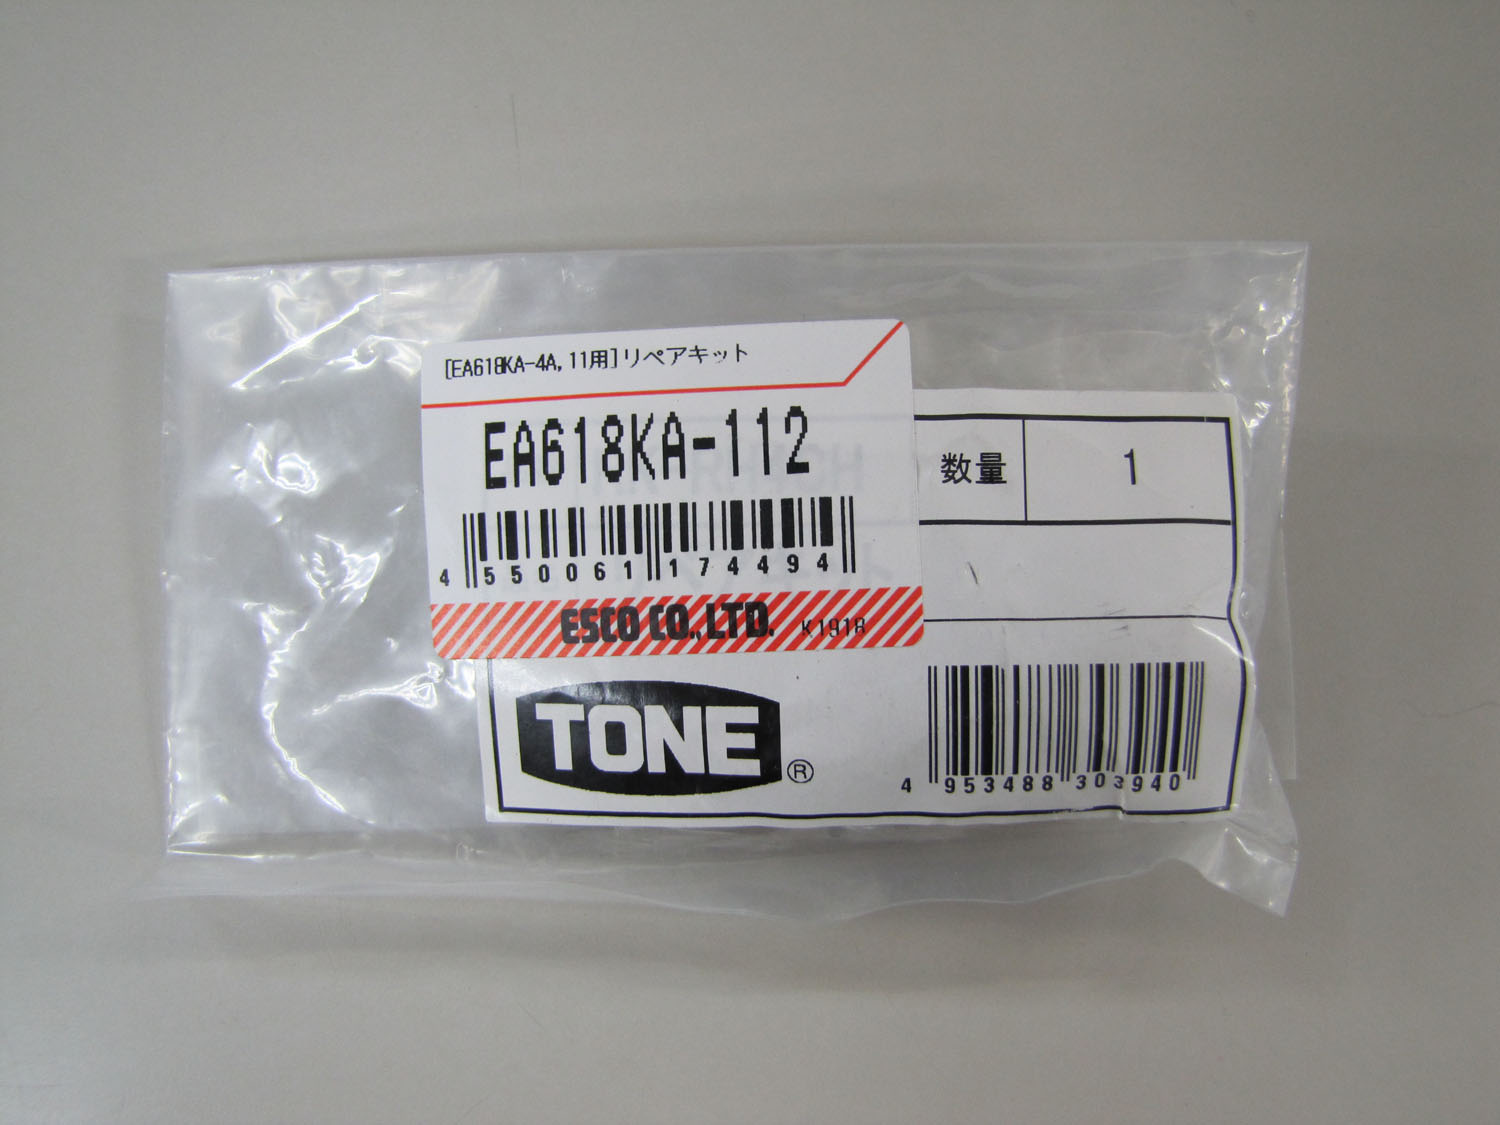 [EA618KA-4A,11用]リペアキット
EA618KA-112
4 550061 174494
ESCO CO.,LTD. K1918
数量 1
TONE ®
4 953488 303940